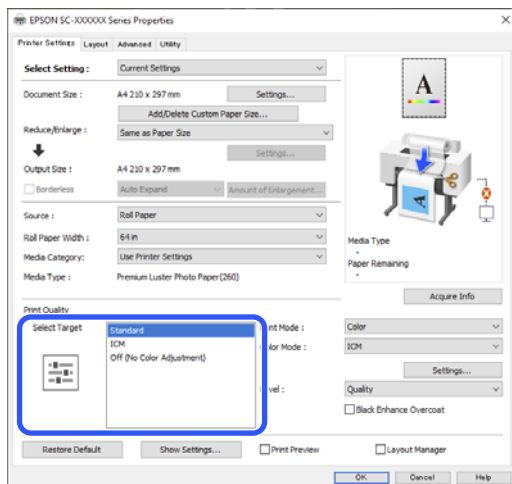 EPSON SC-XXXXXX Series Properties
Printer Settings Layout Advanced Utility
Select Setting : Current Settings
Document Size : A4 210 x 297 mm Settings...
Add/Delete Custom Paper Size...
Reduce/Enlarge : Same as Paper Size
Settings...
Output Size : A4 210 x 297 mm
Borderless Auto Expand Amount of Enlargement...
Source : Roll Paper
Roll Paper Width : 64 in
Media Category: Use Printer Settings
Media Type : Premium Luster Photo Paper(260)
A
Media Type
-
Paper Remaining
-
Acquire Info
Print Quality
Select Target Standard
ICM
Off (No Color Adjustment)
int Mode : Color
lor Mode : ICM
Settings...
vel : Quality
Black Enhance Overcoat
Restore Default Show Settings... Print Preview Layout Manager
OK Cancel Help